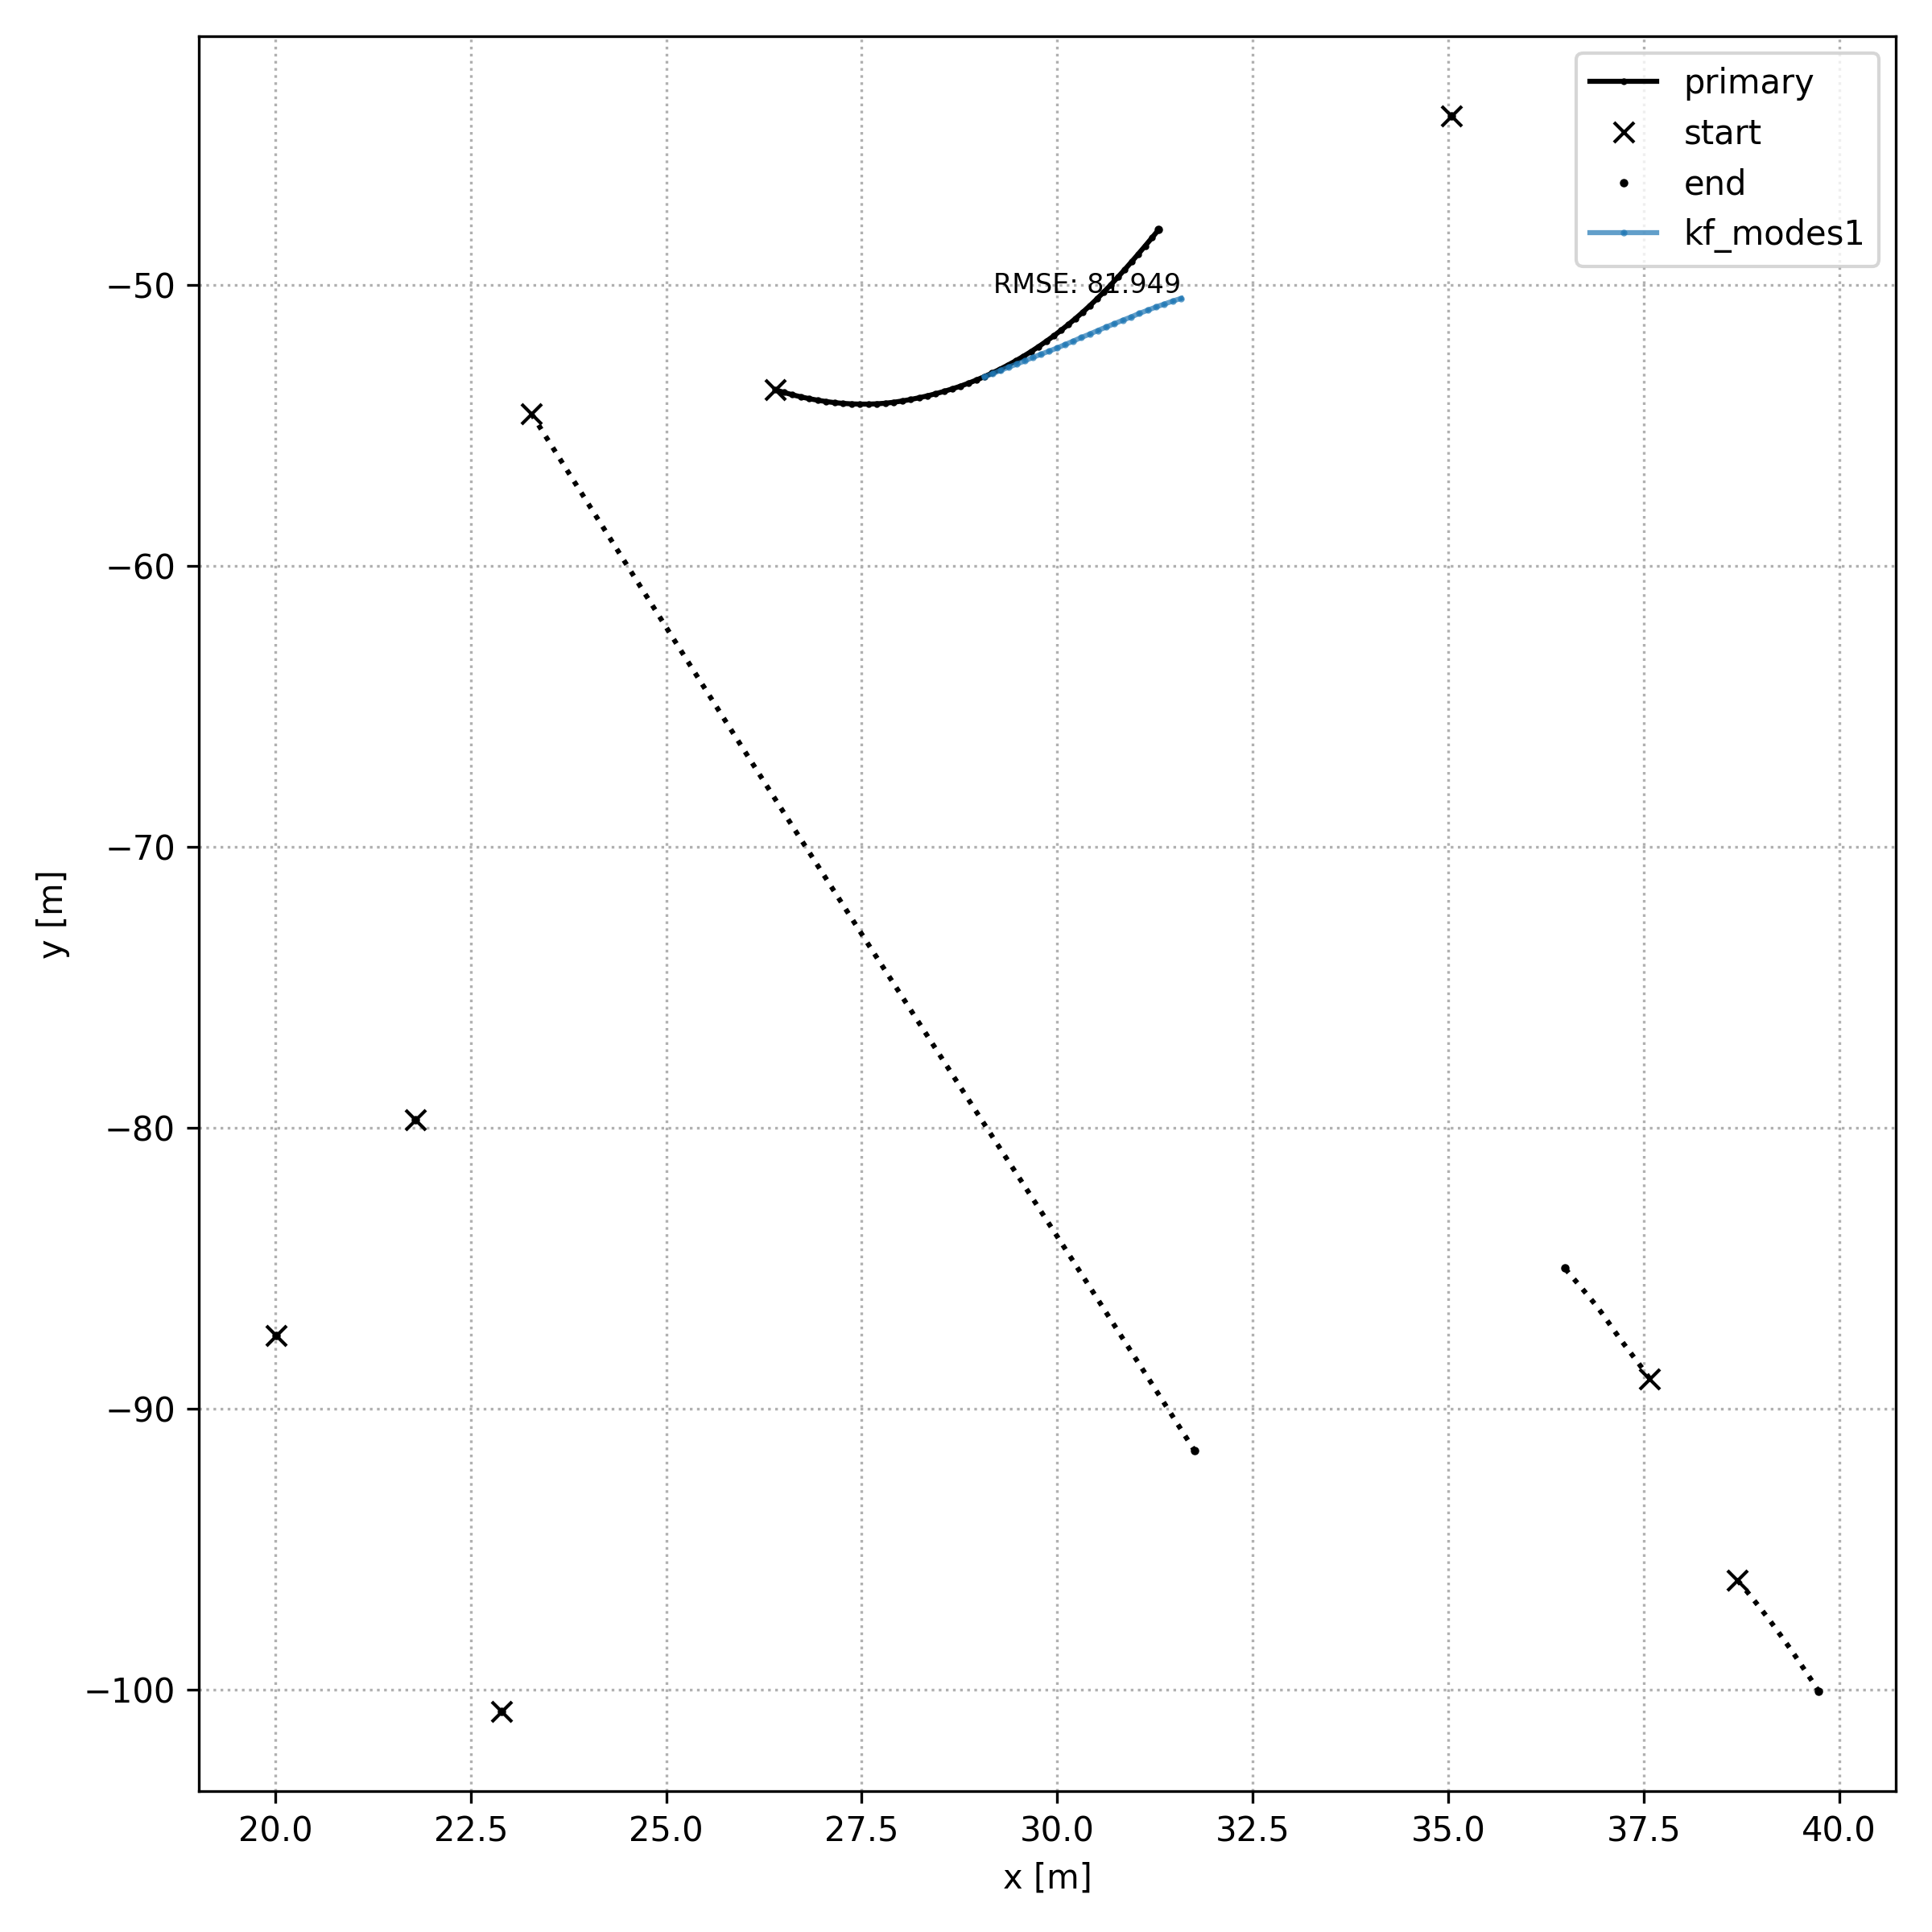 primary
start
end
kf_modes1
RMSE: 81.949
−50
−60
−70
−80
−90
−100
y [m]
20.0 22.5 25.0 27.5 30.0 32.5 35.0 37.5 40.0
x [m]